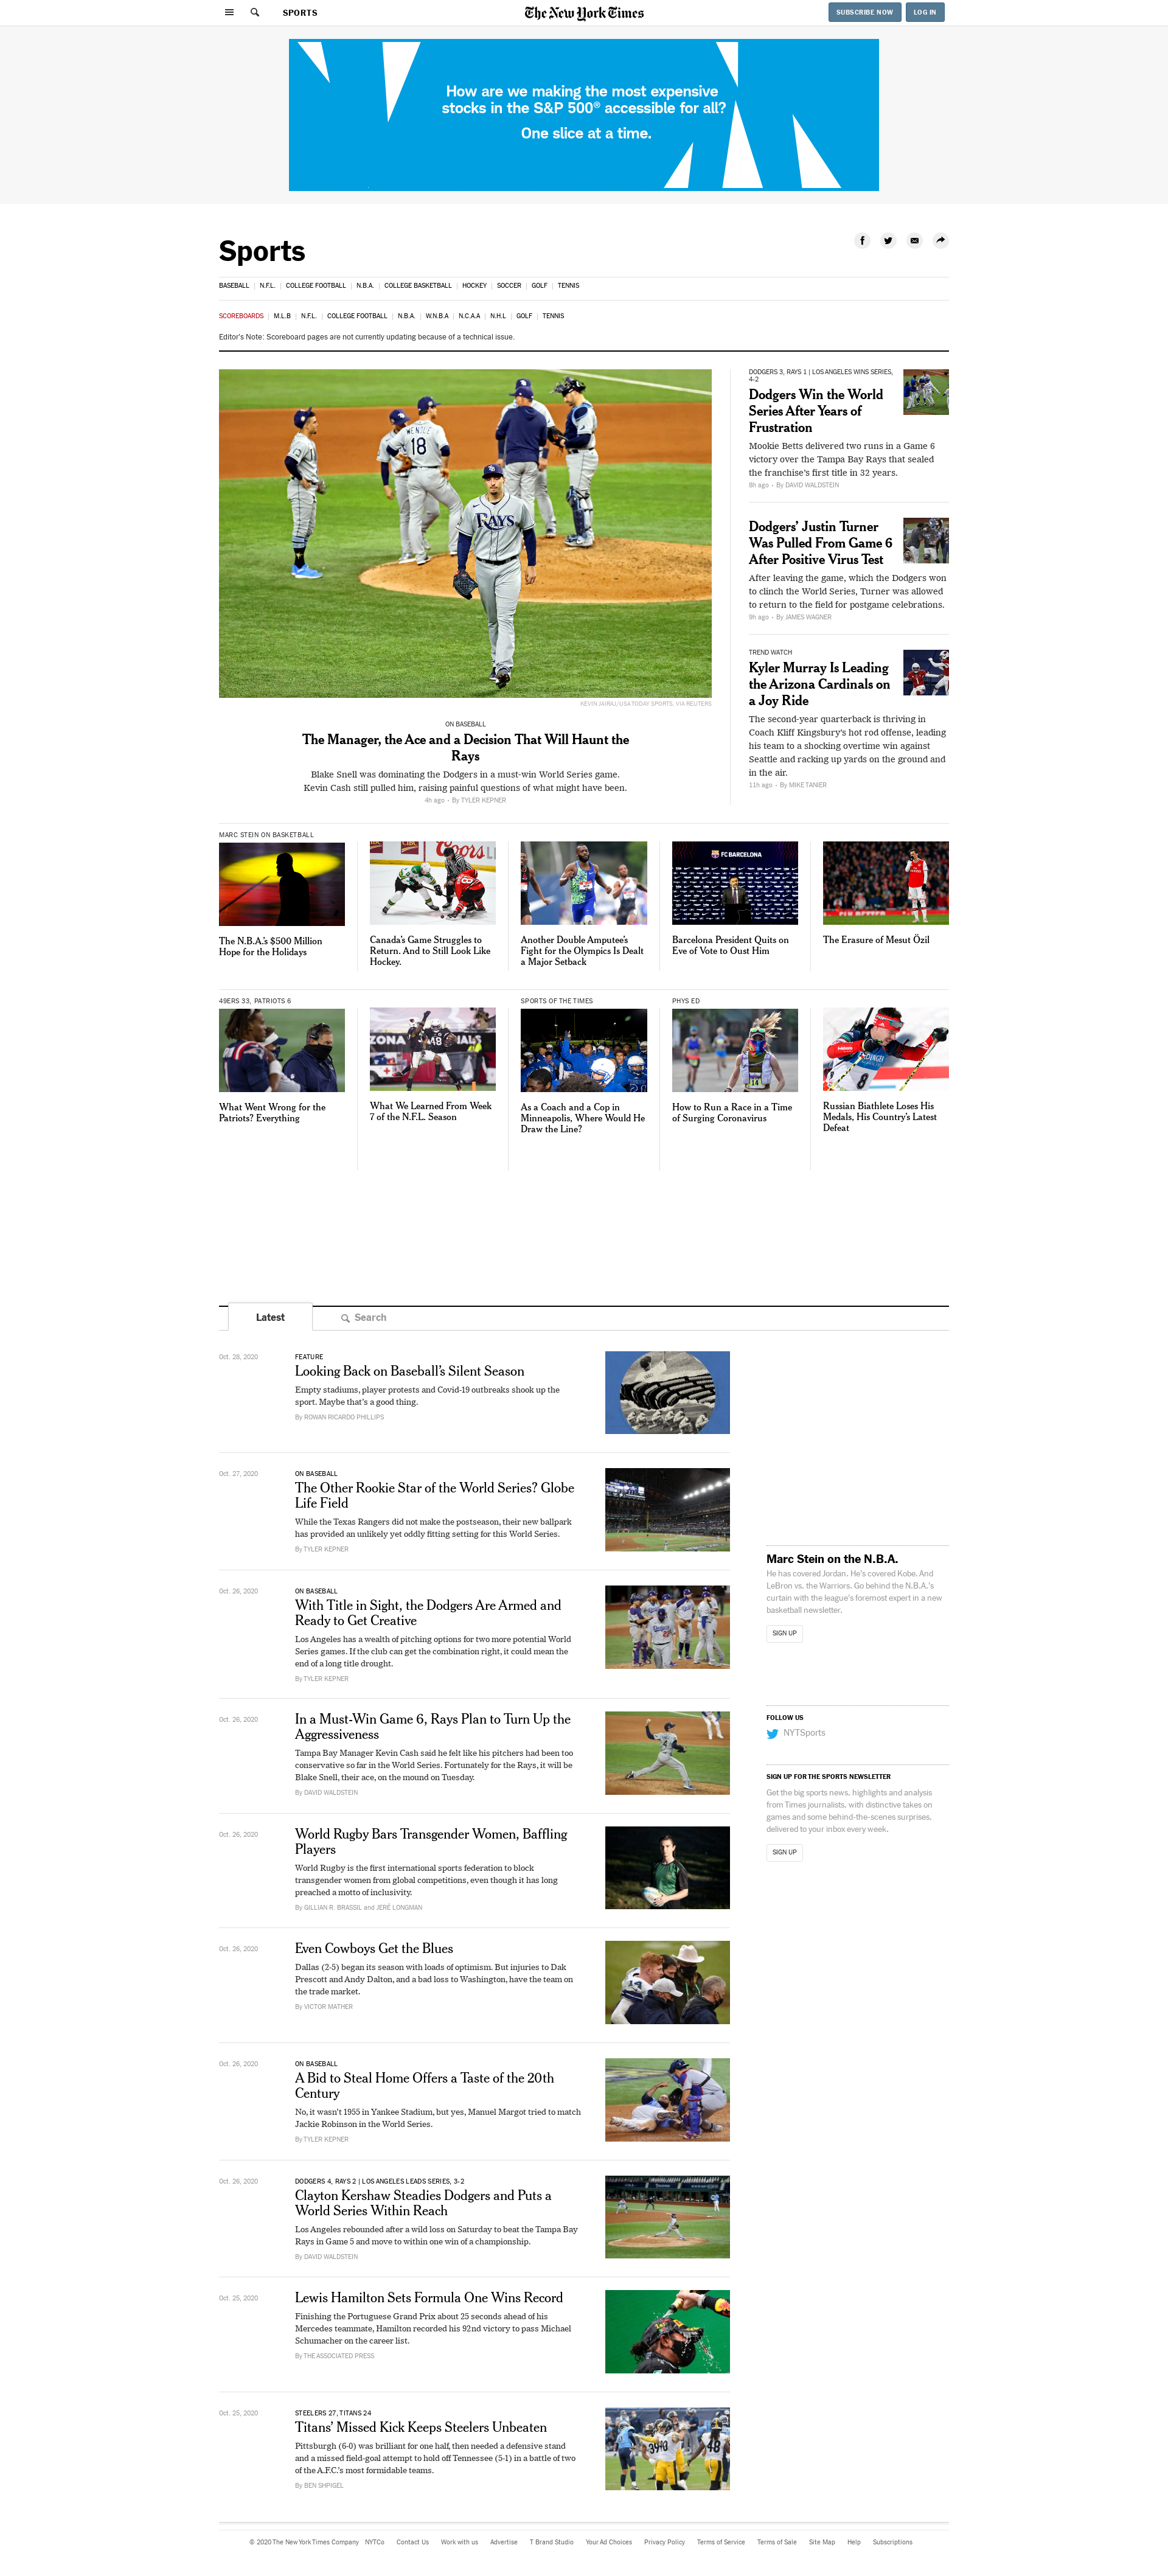 SPORTS
The New York Times
SUBSCRIBE NOW
LOG IN
How are we making the most expensive
stocks in the S&P 500® accessible for all?
One slice at a time.
Sports
BASEBALL
N.F.L.
COLLEGE FOOTBALL
N.B.A.
COLLEGE BASKETBALL
HOCKEY
SOCCER
GOLF
TENNIS
SCOREBOARDS
M.L.B
N.F.L.
COLLEGE FOOTBALL
N.B.A.
W.N.B.A
N.C.A.A
N.H.L
GOLF
TENNIS
Editor's Note: Scoreboard pages are not currently updating because of a technical issue.
WENDLE
18
RAYS
KEVIN JAIRAJ/USA TODAY SPORTS, VIA REUTERS
ON BASEBALL
The Manager, the Ace and a Decision That Will Haunt the
Rays
Blake Snell was dominating the Dodgers in a must-win World Series game.
Kevin Cash still pulled him, raising painful questions of what might have been.
4h ago • By TYLER KEPNER
DODGERS 3, RAYS 1 | LOS ANGELES WINS SERIES,
4-2
Dodgers Win the World
Series After Years of
Frustration
Mookie Betts delivered two runs in a Game 6
victory over the Tampa Bay Rays that sealed
the franchise's first title in 32 years.
8h ago • By DAVID WALDSTEIN
Dodgers' Justin Turner
Was Pulled From Game 6
After Positive Virus Test
After leaving the game, which the Dodgers won
to clinch the World Series, Turner was allowed
to return to the field for postgame celebrations.
9h ago • By JAMES WAGNER
TREND WATCH
Kyler Murray Is Leading
the Arizona Cardinals on
a Joy Ride
The second-year quarterback is thriving in
Coach Kliff Kingsbury's hot rod offense, leading
his team to a shocking overtime win against
Seattle and racking up yards on the ground and
in the air.
11h ago • By MIKE TANIER
MARC STEIN ON BASKETBALL
The N.B.A.'s $500 Million
Hope for the Holidays
Coors
Canada's Game Struggles to
Return. And to Still Look Like
Hockey.
Another Double Amputee's
Fight for the Olympics Is Dealt
a Major Setback
FC BARCELONA
Barcelona President Quits on
Eve of Vote to Oust Him
The Erasure of Mesut Özil
49ERS 33, PATRIOTS 6
What Went Wrong for the
Patriots? Everything
ZONA
48
What We Learned From Week
7 of the N.F.L. Season
SPORTS OF THE TIMES
As a Coach and a Cop in
Minneapolis, Where Would He
Draw the Line?
PHYS ED
How to Run a Race in a Time
of Surging Coronavirus
8
Russian Biathlete Loses His
Medals, His Country's Latest
Defeat
Latest
Search
Oct. 28, 2020
FEATURE
Looking Back on Baseball's Silent Season
Empty stadiums, player protests and Covid-19 outbreaks shook up the
sport. Maybe that's a good thing.
By ROWAN RICARDO PHILLIPS
Oct. 27, 2020
ON BASEBALL
The Other Rookie Star of the World Series? Globe
Life Field
While the Texas Rangers did not make the postseason, their new ballpark
has provided an unlikely yet oddly fitting setting for this World Series.
By TYLER KEPNER
Oct. 26, 2020
ON BASEBALL
With Title in Sight, the Dodgers Are Armed and
Ready to Get Creative
Los Angeles has a wealth of pitching options for two more potential World
Series games. If the club can get the combination right, it could mean the
end of a long title drought.
By TYLER KEPNER
Oct. 26, 2020
In a Must-Win Game 6, Rays Plan to Turn Up the
Aggressiveness
Tampa Bay Manager Kevin Cash said he felt like his pitchers had been too
conservative so far in the World Series. Fortunately for the Rays, it will be
Blake Snell, their ace, on the mound on Tuesday.
By DAVID WALDSTEIN
Oct. 26, 2020
World Rugby Bars Transgender Women, Baffling
Players
World Rugby is the first international sports federation to block
transgender women from global competitions, even though it has long
preached a motto of inclusivity.
By GILLIAN R. BRASSIL and JERÉ LONGMAN
Oct. 26, 2020
Even Cowboys Get the Blues
Dallas (2-5) began its season with loads of optimism. But injuries to Dak
Prescott and Andy Dalton, and a bad loss to Washington, have the team on
the trade market.
By VICTOR MATHER
Oct. 26, 2020
ON BASEBALL
A Bid to Steal Home Offers a Taste of the 20th
Century
No, it wasn't 1955 in Yankee Stadium, but yes, Manuel Margot tried to match
Jackie Robinson in the World Series.
By TYLER KEPNER
Oct. 26, 2020
DODGERS 4, RAYS 2 | LOS ANGELES LEADS SERIES, 3-2
Clayton Kershaw Steadies Dodgers and Puts a
World Series Within Reach
Los Angeles rebounded after a wild loss on Saturday to beat the Tampa Bay
Rays in Game 5 and move to within one win of a championship.
By DAVID WALDSTEIN
Oct. 25, 2020
Lewis Hamilton Sets Formula One Wins Record
Finishing the Portuguese Grand Prix about 25 seconds ahead of his
Mercedes teammate, Hamilton recorded his 92nd victory to pass Michael
Schumacher on the career list.
By THE ASSOCIATED PRESS
Oct. 25, 2020
STEELERS 27, TITANS 24
Titans' Missed Kick Keeps Steelers Unbeaten
Pittsburgh (6-0) was brilliant for one half, then needed a defensive stand
and a missed field-goal attempt to hold off Tennessee (5-1) in a battle of two
of the A.F.C.'s most formidable teams.
By BEN SHPIGEL
Marc Stein on the N.B.A.
He has covered Jordan. He's covered Kobe. And
LeBron vs. the Warriors. Go behind the N.B.A.'s
curtain with the league's foremost expert in a new
basketball newsletter.
SIGN UP
FOLLOW US
NYTSports
SIGN UP FOR THE SPORTS NEWSLETTER
Get the big sports news, highlights and analysis
from Times journalists, with distinctive takes on
games and some behind-the-scenes surprises,
delivered to your inbox every week.
SIGN UP
© 2020 The New York Times Company
NYTCo
Contact Us
Work with us
Advertise
T Brand Studio
Your Ad Choices
Privacy Policy
Terms of Service
Terms of Sale
Site Map
Help
Subscriptions